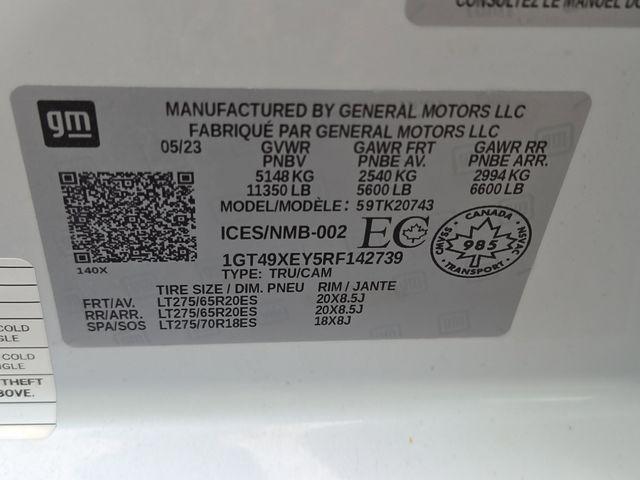 CONSULTEZ LE MANUEL DU
gm
MANUFACTURED BY GENERAL MOTORS LLC
FABRIQUÉ PAR GENERAL MOTORS LLC
05/23 GVWR GAWR FRT GAWR RR
PNBV PNBE AV. PNBE ARR.
5148 KG 2540 KG 2994 KG
11350 LB 5600 LB 6600 LB
MODEL/MODÈLE: 59TK20743
ICES/NMB-002 EC
CANADA
CMVSS 985 NSVAC
TRANSPORT
140X
1GT49XEY5RF142739
TYPE: TRU/CAM
TIRE SIZE / DIM. PNEU RIM / JANTE
FRT/AV. LT275/65R20ES 20X8.5J
RR/ARR. LT275/65R20ES 20X8.5J
SPA/SOS LT275/70R18ES 18X8J
COLD
GLE
COLD
NGLE
THEFT
BOVE.